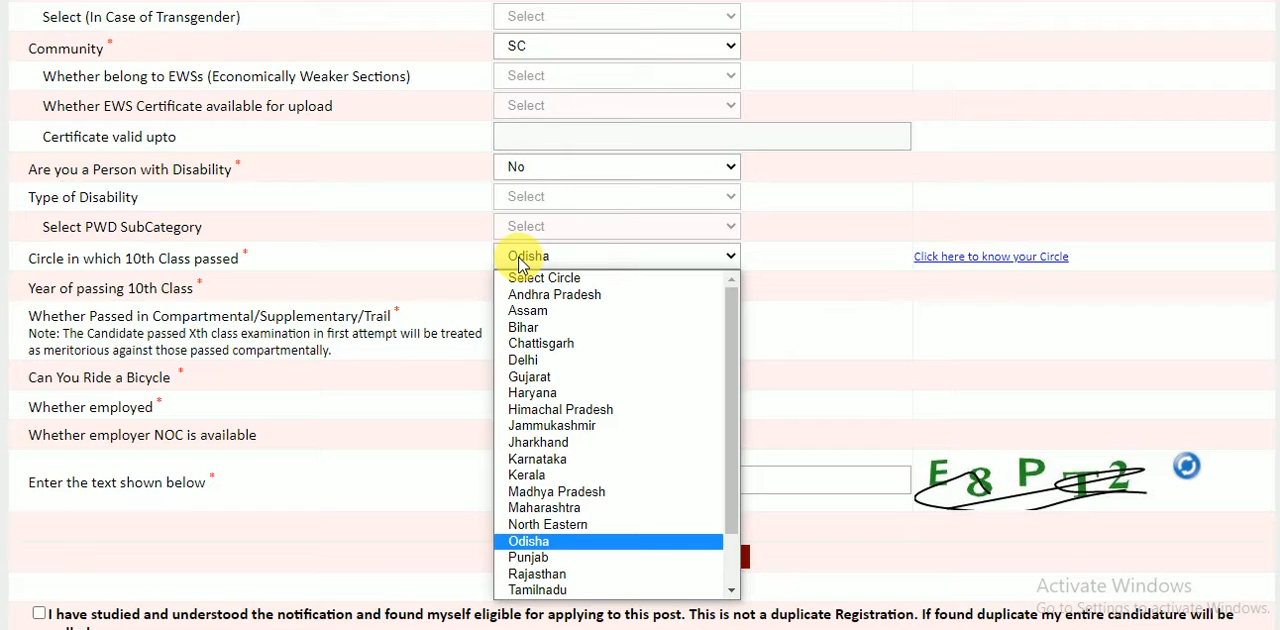 Select (In Case of Transgender) Select
Community * SC
Whether belong to EWSs (Economically Weaker Sections) Select
Whether EWS Certificate available for upload Select
Certificate valid upto
Are you a Person with Disability * No
Type of Disability Select
Select PWD SubCategory Select
Circle in which 10th Class passed * Odisha Click here to know your Circle
Select Circle
Year of passing 10th Class *
Andhra Pradesh
Assam
Whether Passed in Compartmental/Supplementary/Trail *
Bihar
Note: The Candidate passed Xth class examination in first attempt will be treated
as meritorious against those passed compartmentally.
Chattisgarh
Delhi
Can You Ride a Bicycle *
Gujarat
Haryana
Whether employed *
Himachal Pradesh
Jammukashmir
Whether employer NOC is available
Jharkhand
Karnataka
Kerala
Enter the text shown below * E 8 P T 2
Madhya Pradesh
Maharashtra
North Eastern
Odisha
Punjab
Rajasthan
Tamilnadu
Activate Windows
Go to Settings to activate Windows.
I have studied and understood the notification and found myself eligible for applying to this post. This is not a duplicate Registration. If found duplicate my entire candidature will be